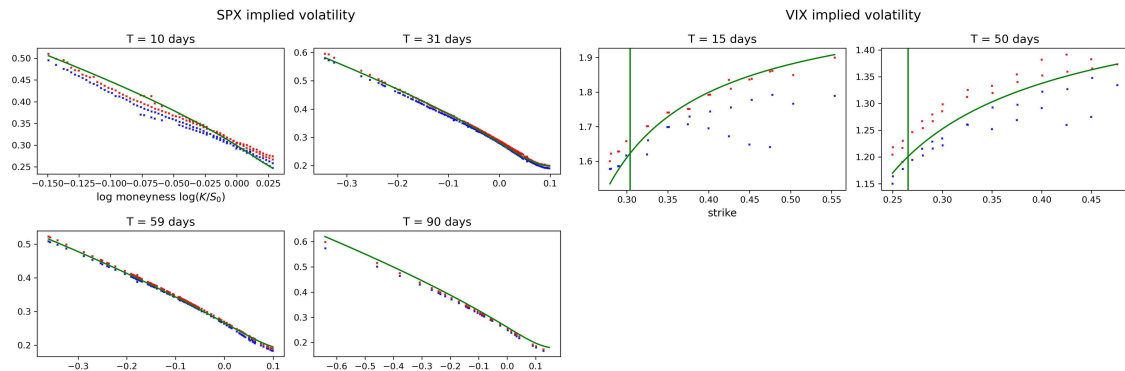 SPX implied volatility
VIX implied volatility
T = 10 days
T = 31 days
T = 15 days
T = 50 days
0.50
0.45
0.40
0.35
0.30
0.25
−0.150 −0.125 −0.100 −0.075 −0.050 −0.025 0.000 0.025
log moneyness log(K/S₀)
0.6
0.5
0.4
0.3
0.2
−0.3 −0.2 −0.1 0.0 0.1
1.9
1.8
1.7
1.6
0.30 0.35 0.40 0.45 0.50 0.55
strike
1.40
1.35
1.30
1.25
1.20
1.15
0.25 0.30 0.35 0.40 0.45
T = 59 days
T = 90 days
0.5
0.4
0.3
0.2
−0.3 −0.2 −0.1 0.0 0.1
0.6
0.5
0.4
0.3
0.2
−0.6 −0.5 −0.4 −0.3 −0.2 −0.1 0.0 0.1